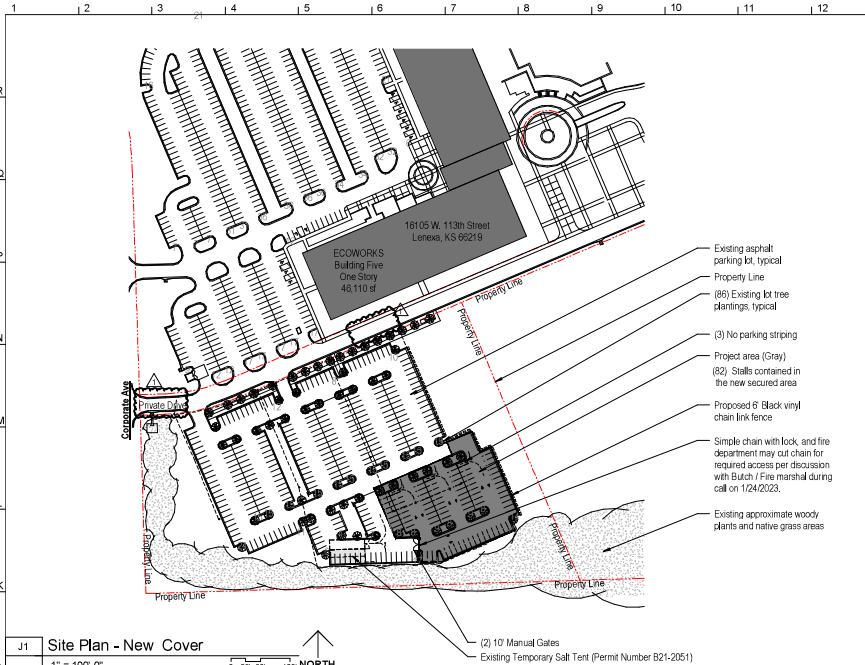 1 2 3 4 5 6 7 8 9 10 11 12
21
R
Q
P
N
M
K
16105 W. 113th Street
Lenexa, KS 66219
ECOWORKS
Building Five
One Story
46,110 sf
Property Line
Property Line
Existing asphalt
parking lot, typical
Property Line
(86) Existing lot tree
plantings, typical
(3) No parking striping
Project area (Gray)
(82) Stalls contained in
the new secured area
Proposed 6' Black vinyl
chain link fence
Simple chain with lock, and fire
department may cut chain for
required access per discussion
with Butch / Fire marshal during
call on 1/24/2023.
Existing approximate woody
plants and native grass areas
Corporate Ave
Private Drive
12
Property Line
Property Line
Property Line
Property Line
(2) 10' Manual Gates
Existing Temporary Salt Tent (Permit Number B21-2051)
J1 Site Plan - New Cover
1" = 100'-0"
NORTH